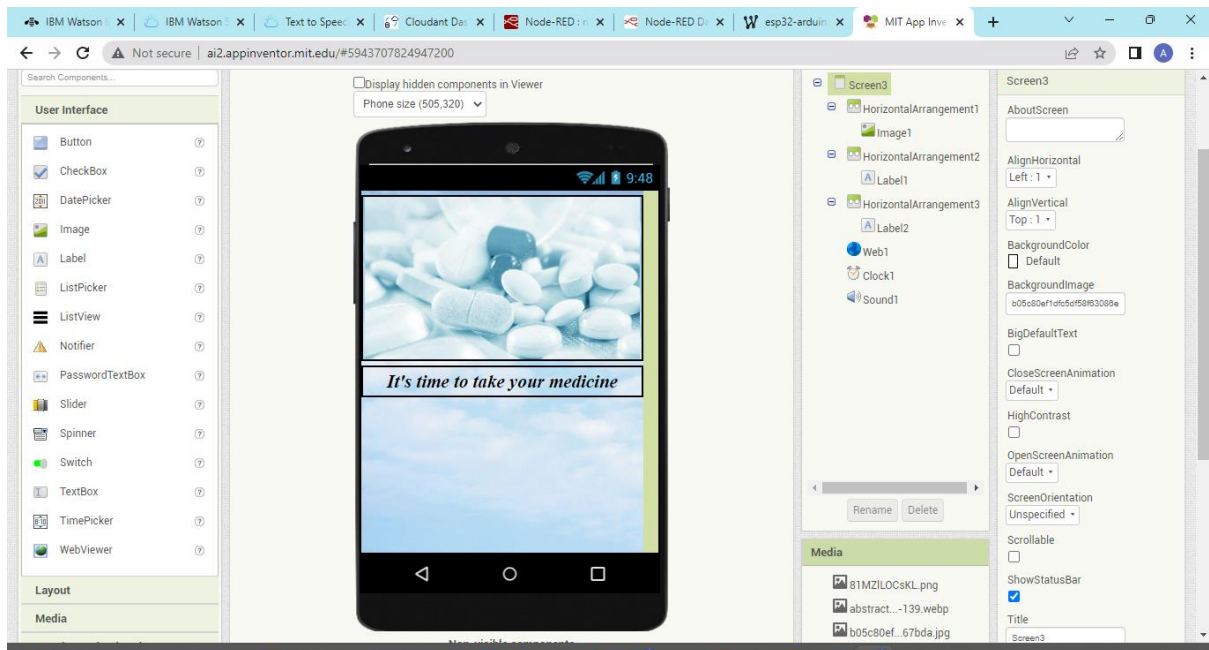 IBM Watson
IBM Watson
Text to Speec
Cloudant Das
Node-RED : n
Node-RED Da
esp32-arduin
MIT App Inve
Not secure | ai2.appinventor.mit.edu/#5943707824947200
A
Search Components...
User Interface
Button
CheckBox
DatePicker
Image
Label
ListPicker
ListView
Notifier
PasswordTextBox
Slider
Spinner
Switch
TextBox
TimePicker
WebViewer
Layout
Media
Display hidden components in Viewer
Phone size (505,320)
9:48
It's time to take your medicine
Screen3
HorizontalArrangement1
Image1
HorizontalArrangement2
Label1
HorizontalArrangement3
Label2
Web1
Clock1
Sound1
Rename Delete
Media
81MZlLOCsKL.png
abstract...-139.webp
b05c80ef...67bda.jpg
Screen3
AboutScreen
AlignHorizontal
Left : 1
AlignVertical
Top : 1
BackgroundColor
Default
BackgroundImage
b05c80ef1dfc5df58f63086e
BigDefaultText
CloseScreenAnimation
Default
HighContrast
OpenScreenAnimation
Default
ScreenOrientation
Unspecified
Scrollable
ShowStatusBar
Title
Screen3